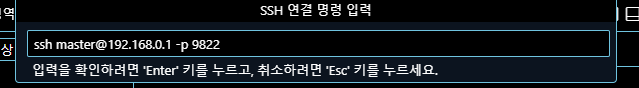 SSH 연결 명령 입력
ssh master@192.168.0.1 -p 9822
입력을 확인하려면 'Enter' 키를 누르고, 취소하려면 'Esc' 키를 누르세요.
역
상